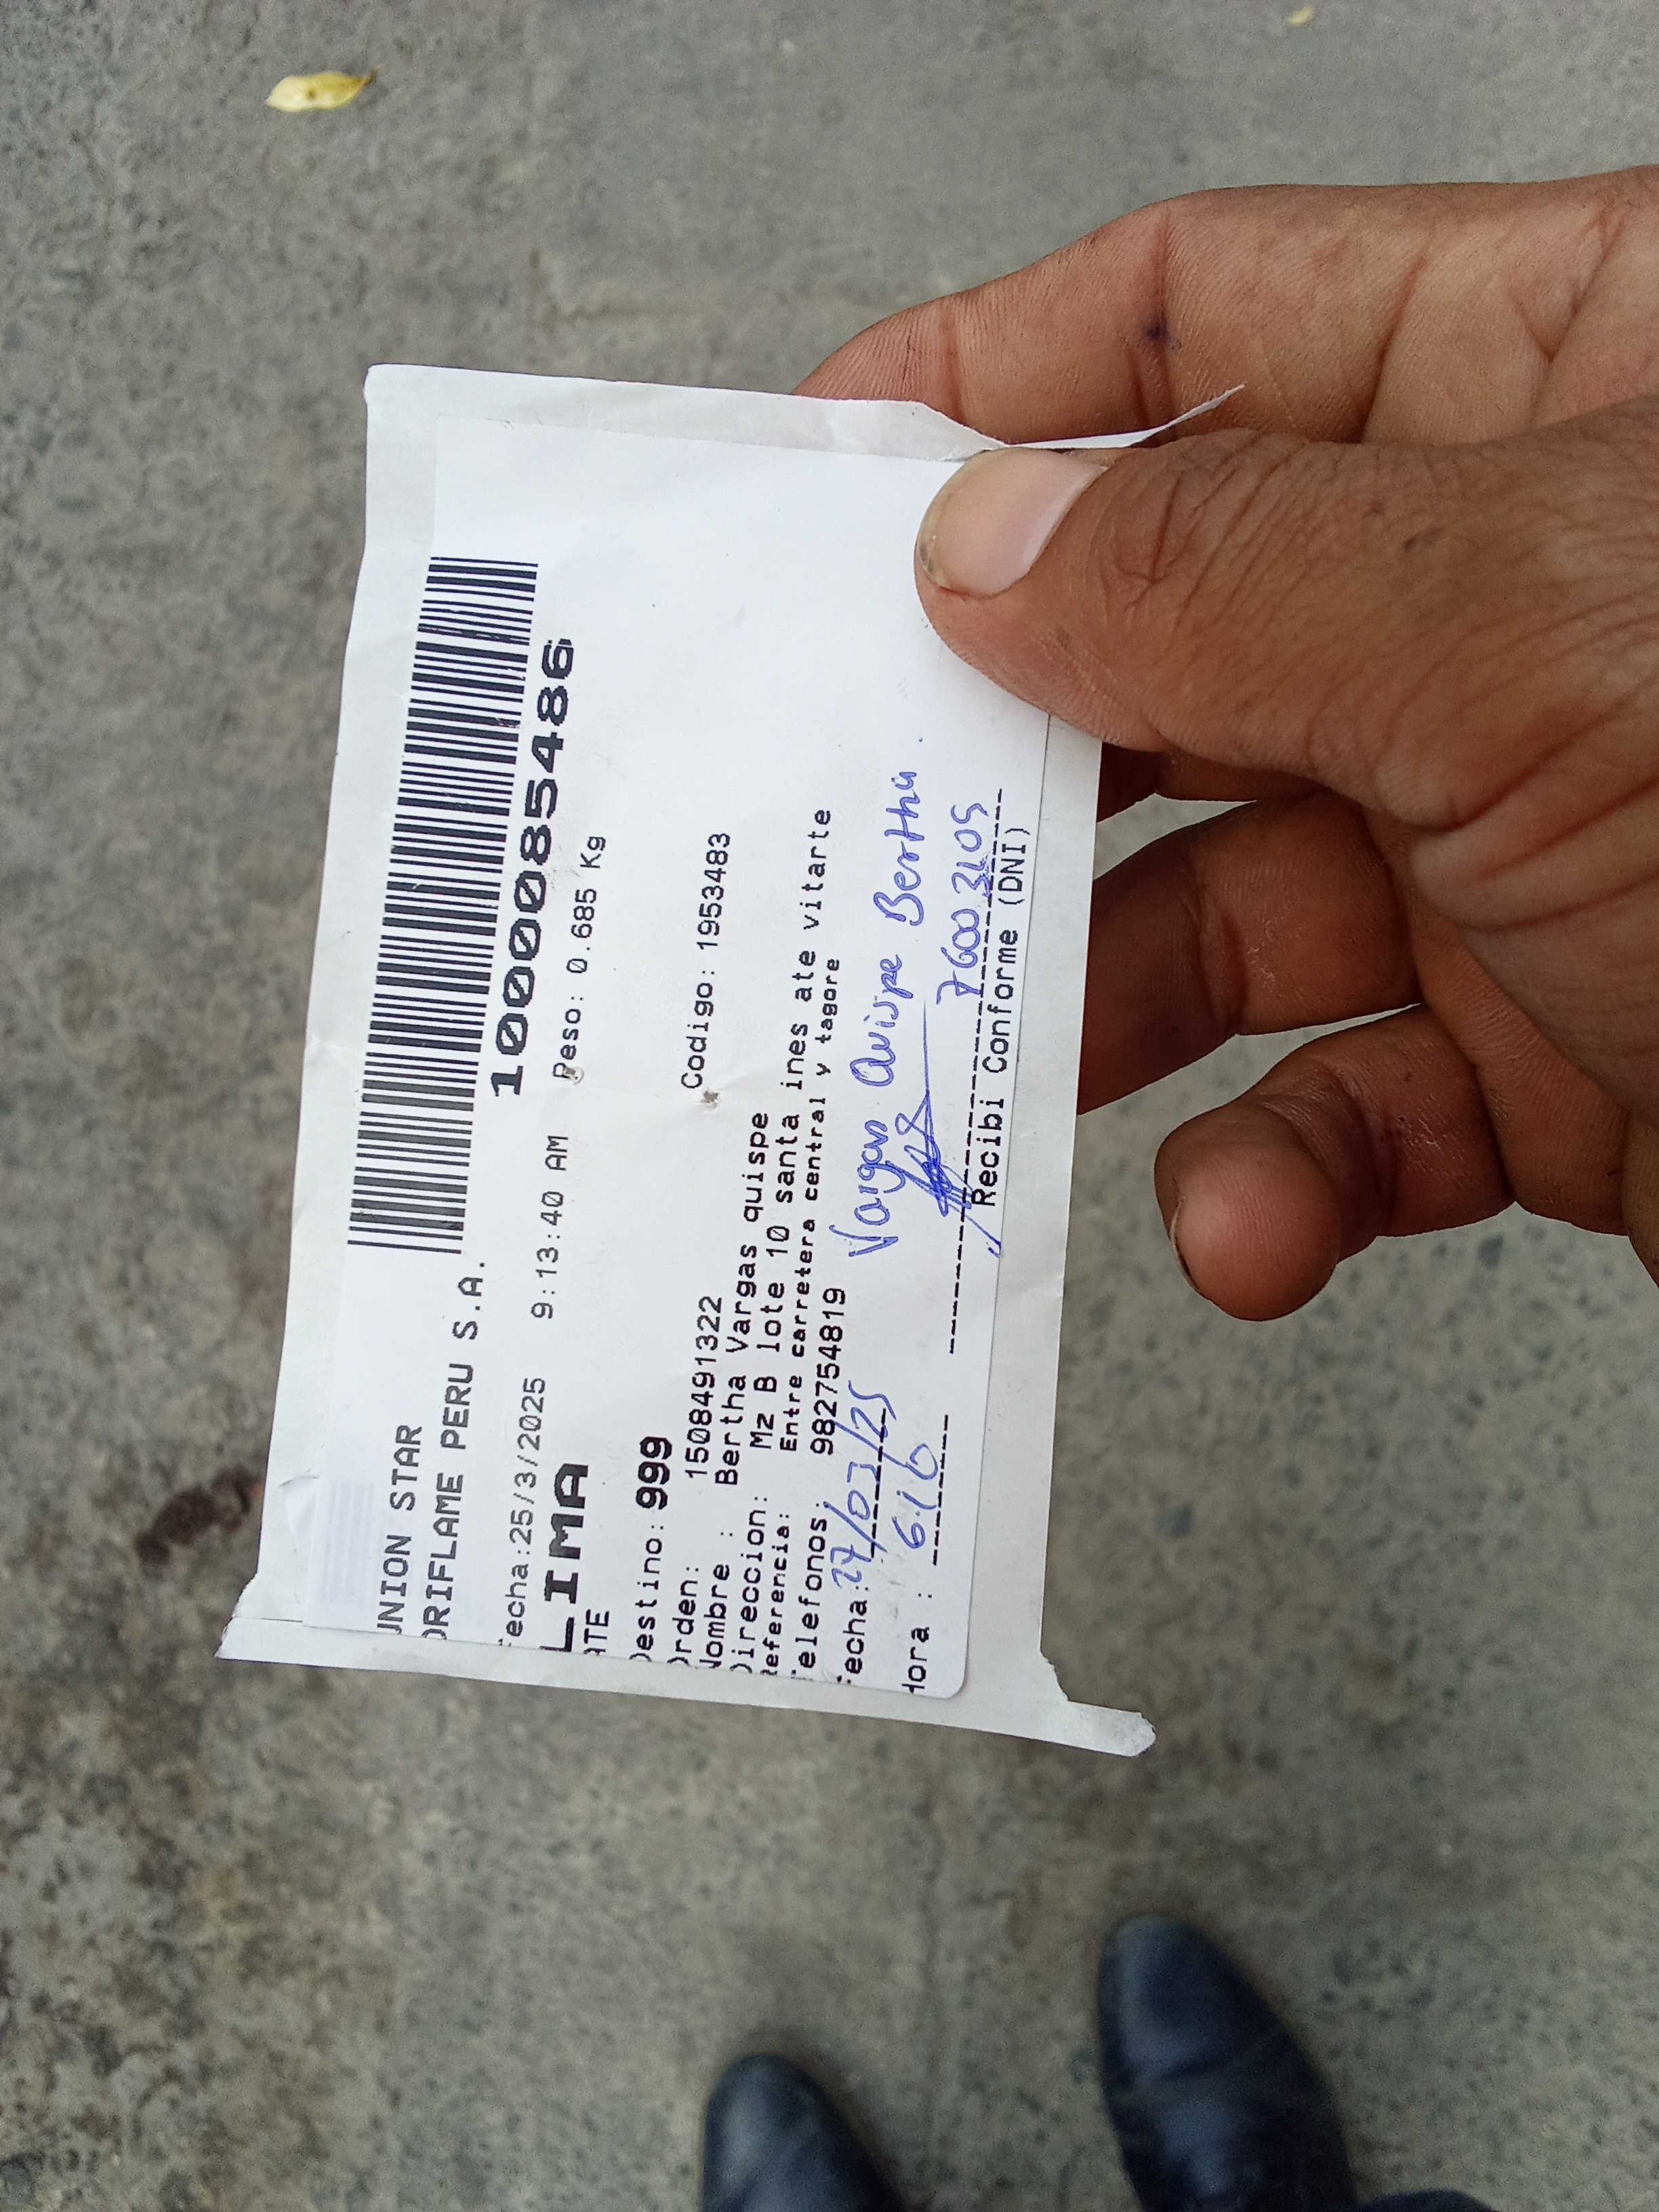 UNION STAR
ORIFLAME PERU S.A.
1000085486
Fecha:25/3/2025 9:13:40 AM Peso: 0.685 Kg
LIMA
ATE
Destino: 999
Orden: 1508491322 Codigo: 1953483
Nombre : Bertha Vargas quispe
Direccion: Mz B lote 10 santa ines ate vitarte
Referencia: Entre carretera central y tagore
Telefonos: 982754819
Fecha: 27/03/25 Vargas Quispe Bertha
Hora : 6:10
Recibi Conforme (DNI)